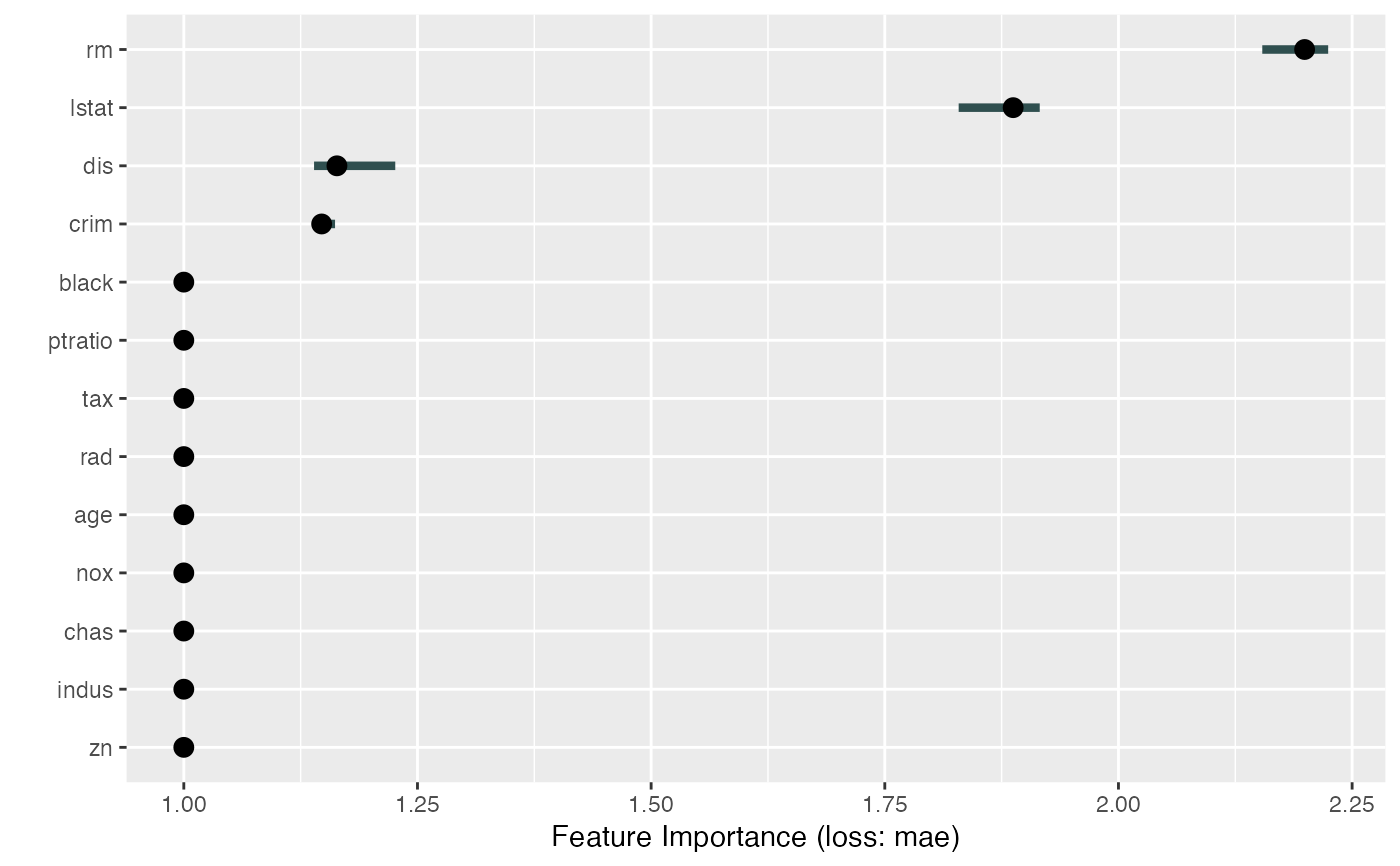 rm
lstat
dis
crim
black
ptratio
tax
rad
age
nox
chas
indus
zn
1.00 1.25 1.50 1.75 2.00 2.25
Feature Importance (loss: mae)